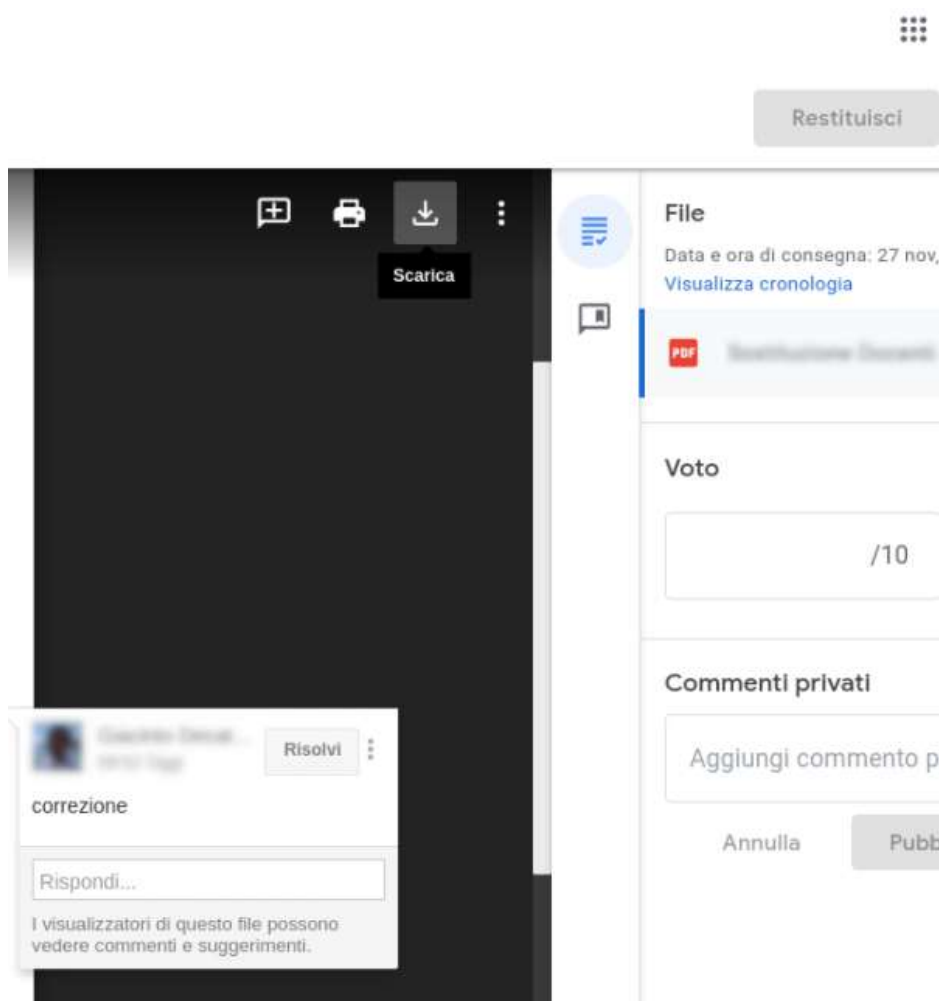 Restituisci
Scarica
File
Data e ora di consegna: 27 nov,
Visualizza cronologia
PDF
Voto
/10
Commenti privati
Aggiungi commento p
Annulla
Pubb
Risolvi
correzione
Rispondi...
I visualizzatori di questo file possono
vedere commenti e suggerimenti.